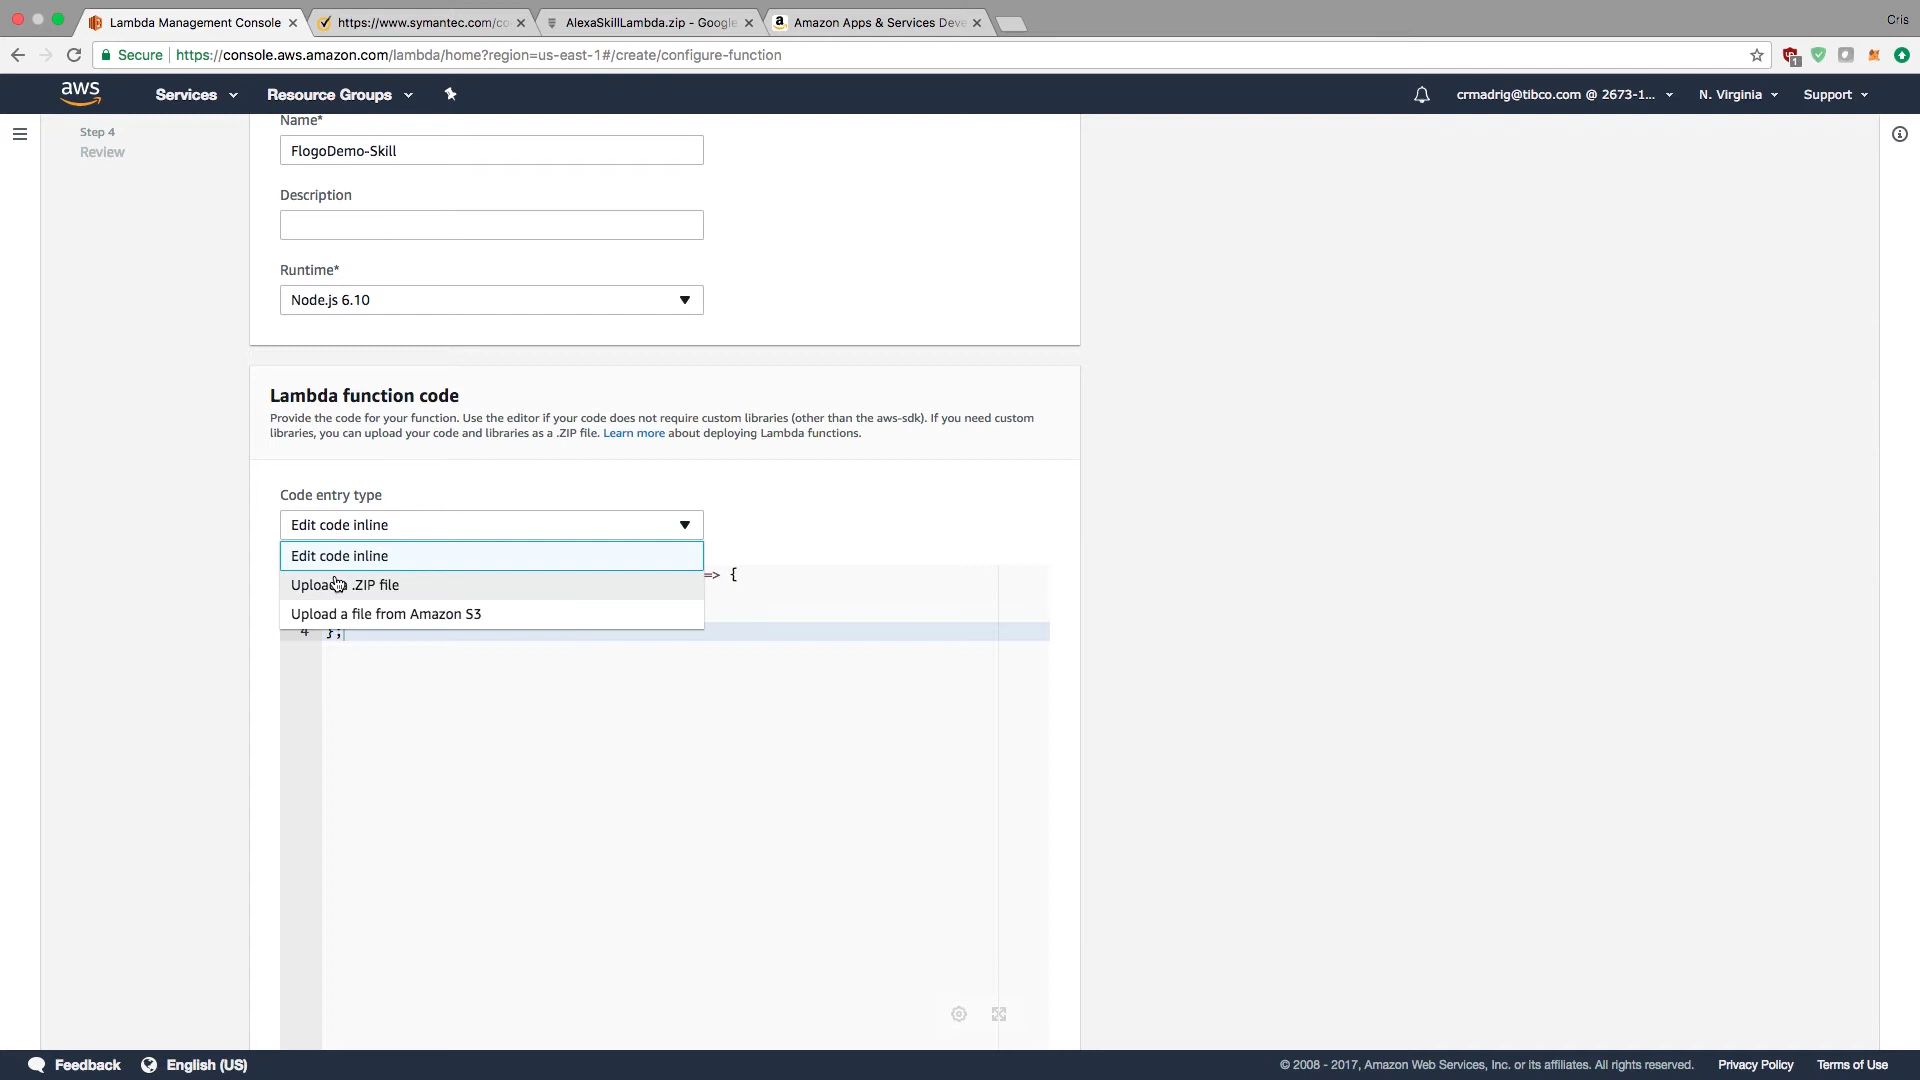 Lambda Management Console
https://www.symantec.com/co
AlexaSkillLambda.zip - Google
Amazon Apps & Services Deve
Cris
Secure
https://console.aws.amazon.com/lambda/home?region=us-east-1#/create/configure-function
1
aws
Services
Resource Groups
crmadrig@tibco.com @ 2673-1...
N. Virginia
Support
Step 4
Review
Name*
FlogoDemo-Skill
Description
Runtime*
Node.js 6.10
Lambda function code
Provide the code for your function. Use the editor if your code does not require custom libraries (other than the aws-sdk). If you need custom
libraries, you can upload your code and libraries as a .ZIP file. Learn more about deploying Lambda functions.
Code entry type
Edit code inline
Edit code inline
=> {
Upload .ZIP file
Upload a file from Amazon S3
4 };
Feedback
English (US)
© 2008 - 2017, Amazon Web Services, Inc. or its affiliates. All rights reserved.
Privacy Policy
Terms of Use